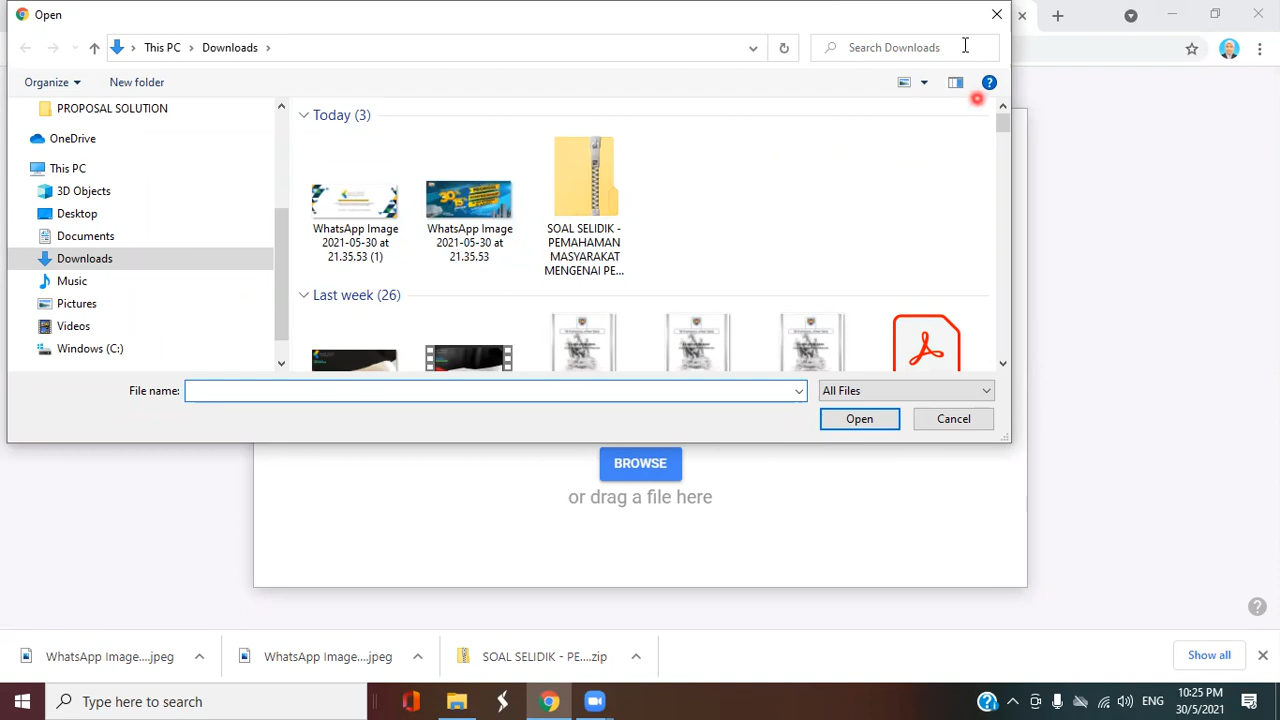 Open
This PC
Downloads
Search Downloads
Organize
New folder
PROPOSAL SOLUTION
OneDrive
This PC
3D Objects
Desktop
Documents
Downloads
Music
Pictures
Videos
Windows (C:)
Today (3)
WhatsApp Image
2021-05-30 at
21.35.53 (1)
WhatsApp Image
2021-05-30 at
21.35.53
SOAL SELIDIK -
PEMAHAMAN
MASYARAKAT
MENGENAI PE...
Last week (26)
File name:
All Files
Open
Cancel
BROWSE
or drag a file here
WhatsApp Image....jpeg
WhatsApp Image....jpeg
SOAL SELIDIK - PE....zip
Show all
Type here to search
ENG
10:25 PM
30/5/2021